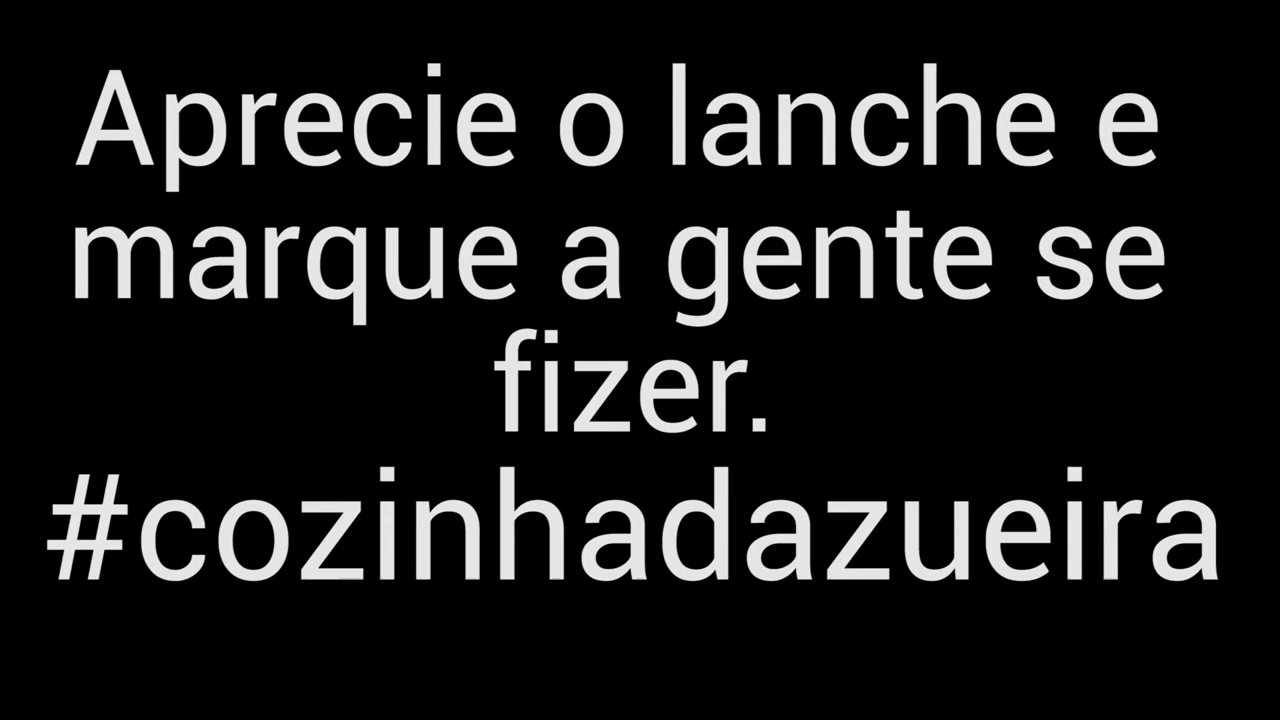 Aprecie o lanche e
marque a gente se
fizer.
#cozinhadazueira